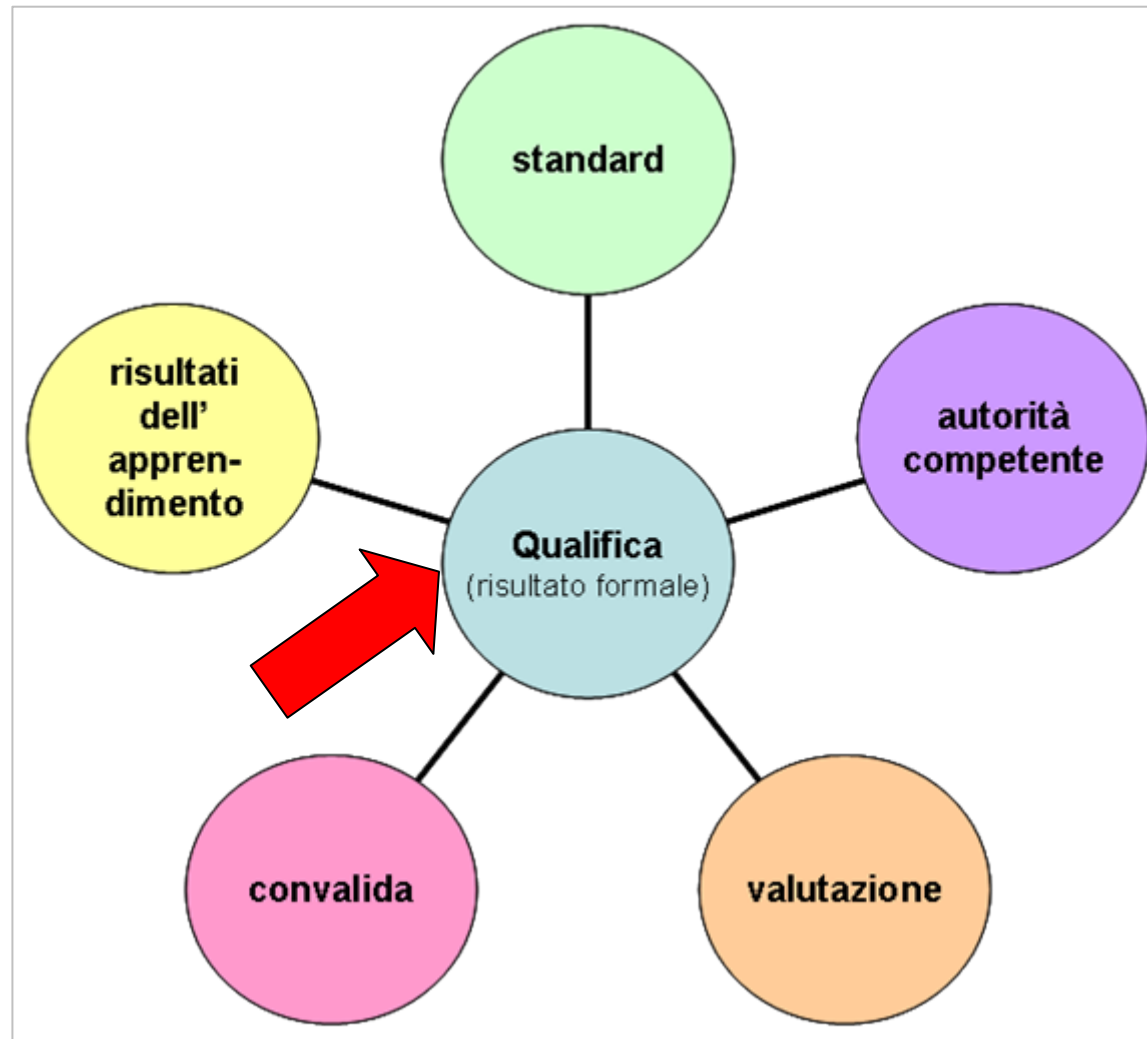 standard
risultati
dell'
appren-
dimento
autorità
competente
Qualifica
(risultato formale)
convalida
valutazione